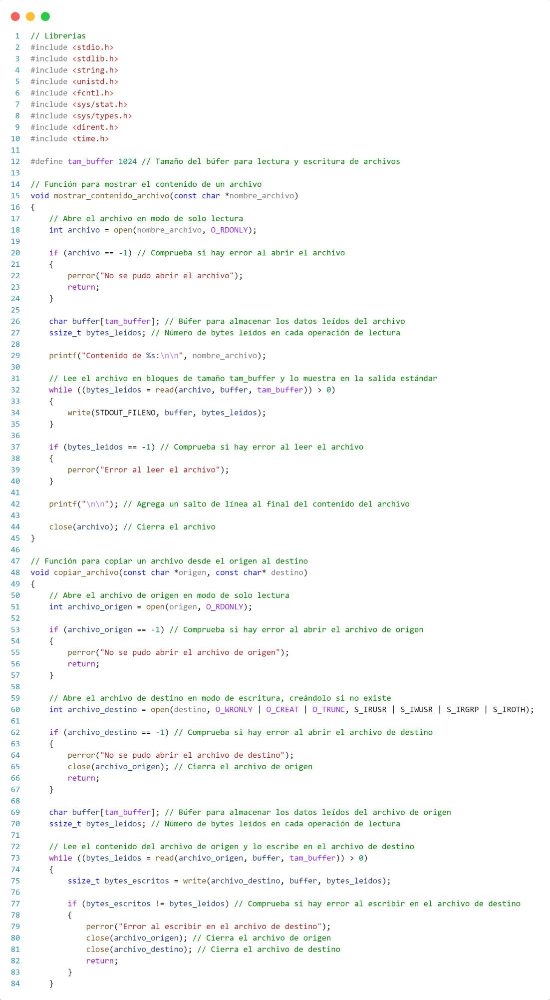 1 // Librerias
2 #include <stdio.h>
3 #include <stdlib.h>
4 #include <string.h>
5 #include <unistd.h>
6 #include <fcntl.h>
7 #include <sys/stat.h>
8 #include <sys/types.h>
9 #include <dirent.h>
10 #include <time.h>
11
12 #define tam_buffer 1024 // Tamaño del búfer para lectura y escritura de archivos
13
14 // Función para mostrar el contenido de un archivo
15 void mostrar_contenido_archivo(const char *nombre_archivo)
16 {
17     // Abre el archivo en modo de solo lectura
18     int archivo = open(nombre_archivo, O_RDONLY);
19
20     if (archivo == -1) // Comprueba si hay error al abrir el archivo
21     {
22         perror("No se pudo abrir el archivo");
23         return;
24     }
25
26     char buffer[tam_buffer]; // Búfer para almacenar los datos leídos del archivo
27     ssize_t bytes_leidos; // Número de bytes leídos en cada operación de lectura
28
29     printf("Contenido de %s:\n\n", nombre_archivo);
30
31     // Lee el archivo en bloques de tamaño tam_buffer y lo muestra en la salida estándar
32     while ((bytes_leidos = read(archivo, buffer, tam_buffer)) > 0)
33     {
34         write(STDOUT_FILENO, buffer, bytes_leidos);
35     }
36
37     if (bytes_leidos == -1) // Comprueba si hay error al leer el archivo
38     {
39         perror("Error al leer el archivo");
40     }
41
42     printf("\n\n"); // Agrega un salto de línea al final del contenido del archivo
43
44     close(archivo); // Cierra el archivo
45 }
46
47 // Función para copiar un archivo desde el origen al destino
48 void copiar_archivo(const char *origen, const char* destino)
49 {
50     // Abre el archivo de origen en modo de solo lectura
51     int archivo_origen = open(origen, O_RDONLY);
52
53     if (archivo_origen == -1) // Comprueba si hay error al abrir el archivo de origen
54     {
55         perror("No se pudo abrir el archivo de origen");
56         return;
57     }
58
59     // Abre el archivo de destino en modo de escritura, creándolo si no existe
60     int archivo_destino = open(destino, O_WRONLY | O_CREAT | O_TRUNC, S_IRUSR | S_IWUSR | S_IRGRP | S_IROTH);
61
62     if (archivo_destino == -1) // Comprueba si hay error al abrir el archivo de destino
63     {
64         perror("No se pudo abrir el archivo de destino");
65         close(archivo_origen); // Cierra el archivo de origen
66         return;
67     }
68
69     char buffer[tam_buffer]; // Búfer para almacenar los datos leídos del archivo de origen
70     ssize_t bytes_leidos; // Número de bytes leídos en cada operación de lectura
71
72     // Lee el contenido del archivo de origen y lo escribe en el archivo de destino
73     while ((bytes_leidos = read(archivo_origen, buffer, tam_buffer)) > 0)
74     {
75         ssize_t bytes_escritos = write(archivo_destino, buffer, bytes_leidos);
76
77         if (bytes_escritos != bytes_leidos) // Comprueba si hay error al escribir en el archivo de destino
78         {
79             perror("Error al escribir en el archivo de destino");
80             close(archivo_origen); // Cierra el archivo de origen
81             close(archivo_destino); // Cierra el archivo de destino
82             return;
83         }
84     }